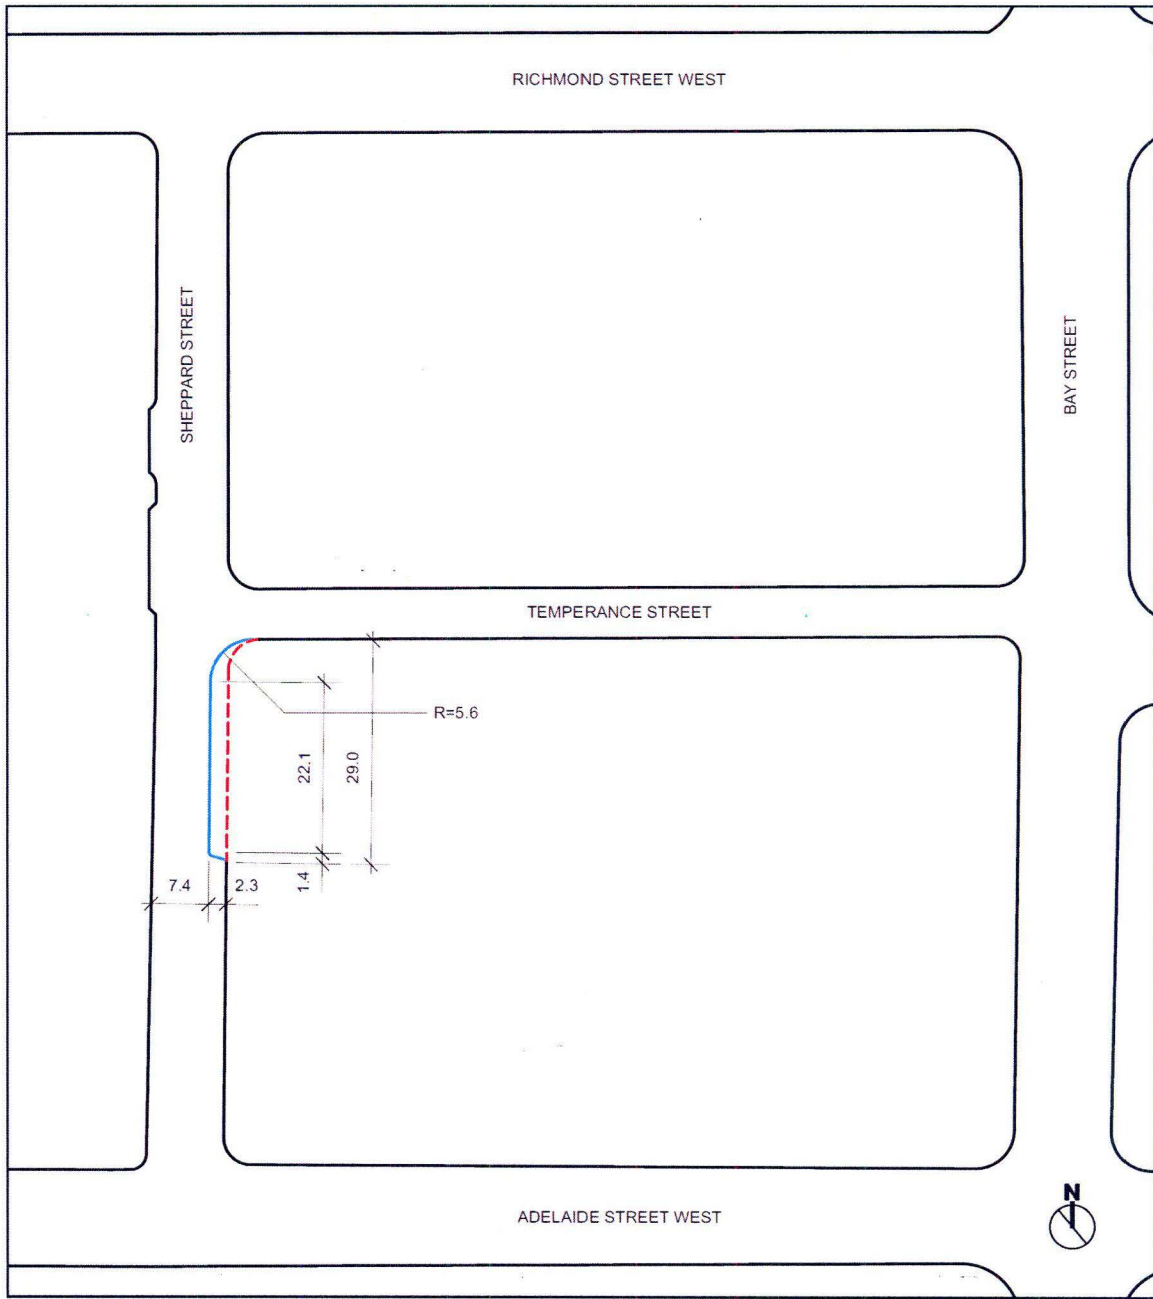 RICHMOND STREET WEST
SHEPPARD STREET
BAY STREET
TEMPERANCE STREET
R=5.6
22.1
29.0
7.4
2.3
1.4
N
ADELAIDE STREET WEST